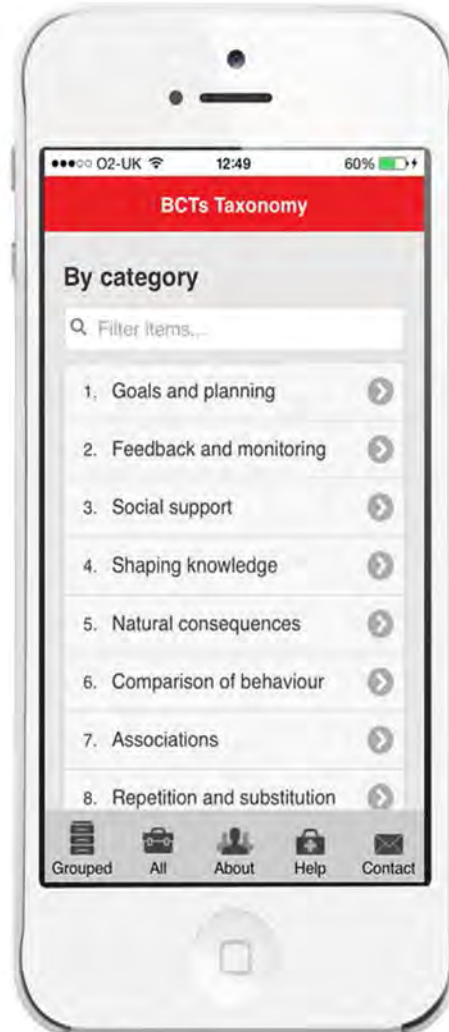 O2-UK 12:49 60%
BCTs Taxonomy
By category
Filter items...
1. Goals and planning
2. Feedback and monitoring
3. Social support
4. Shaping knowledge
5. Natural consequences
6. Comparison of behaviour
7. Associations
8. Repetition and substitution
Grouped All About Help Contact